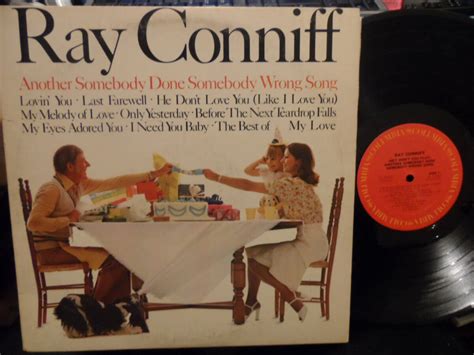 Ray Conniff
Another Somebody Done Somebody Wrong Song
Lovin' You · Last Farewell · He Don't Love You (Like I Love You)
My Melody of Love · Only Yesterday · Before The Next Teardrop Falls
My Eyes Adored You · I Need You Baby · The Best of My Love
RAY CONNIFF